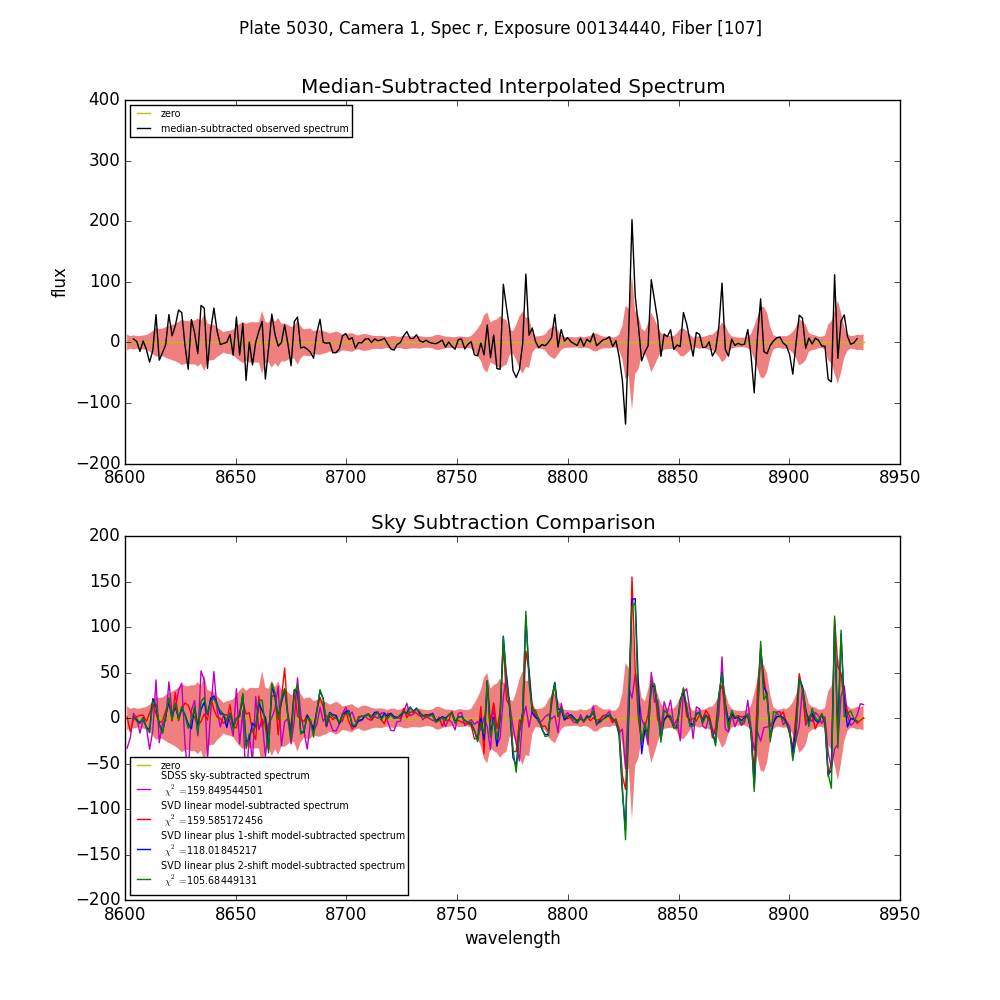 Plate 5030, Camera 1, Spec r, Exposure 00134440, Fiber [107]
Median-Subtracted Interpolated Spectrum
400
300
200
100
0
−100
−200
flux
zero
median-subtracted observed spectrum
8600 8650 8700 8750 8800 8850 8900 8950
Sky Subtraction Comparison
200
150
100
50
0
−50
−100
−150
−200
zero
SDSS sky-subtracted spectrum
χ² =159.849544501
SVD linear model-subtracted spectrum
χ² =159.585172456
SVD linear plus 1-shift model-subtracted spectrum
χ² =118.01845217
SVD linear plus 2-shift model-subtracted spectrum
χ² =105.68449131
8600 8650 8700 8750 8800 8850 8900 8950
wavelength